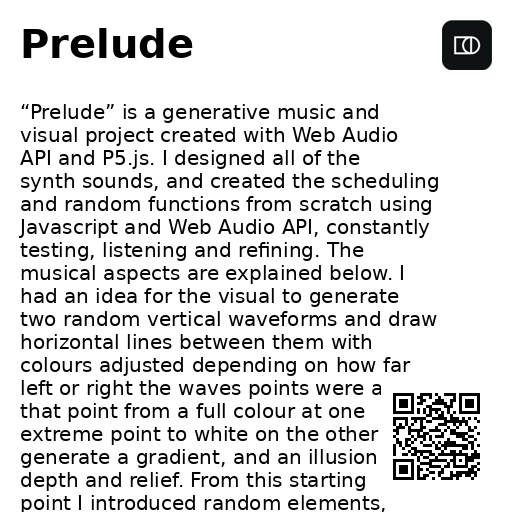 Prelude
“Prelude” is a generative music and
visual project created with Web Audio
API and P5.js. I designed all of the
synth sounds, and created the scheduling
and random functions from scratch using
Javascript and Web Audio API, constantly
testing, listening and refining. The
musical aspects are explained below. I
had an idea for the visual to generate
two random vertical waveforms and draw
horizontal lines between them with
colours adjusted depending on how far
left or right the waves points were a
that point from a full colour at one
extreme point to white on the other
generate a gradient, and an illusion
depth and relief. From this starting
point I introduced random elements,